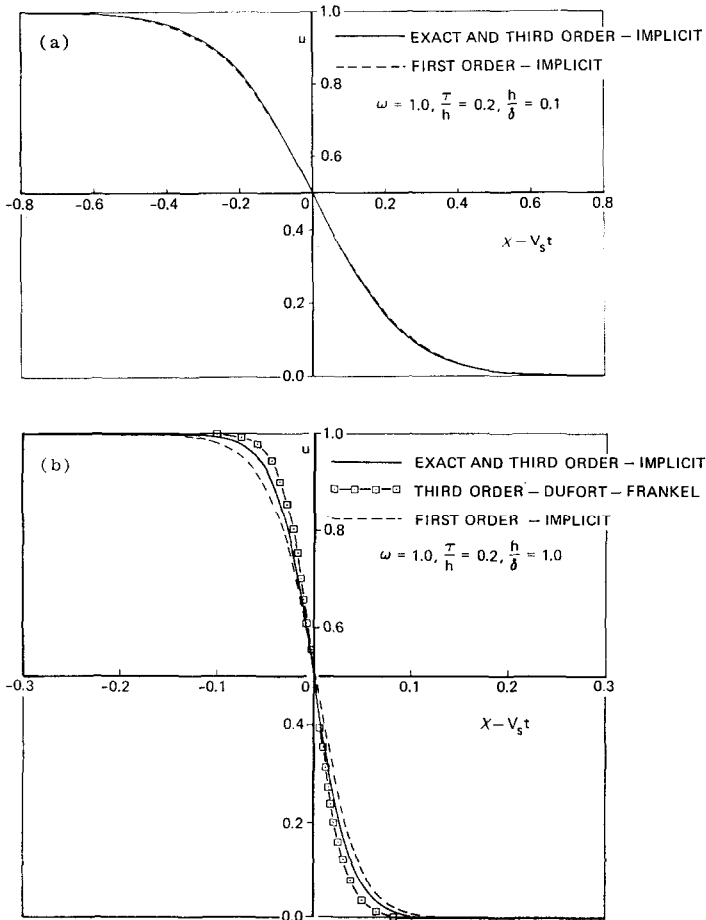 (a)
u
1.0
EXACT AND THIRD ORDER – IMPLICIT
FIRST ORDER – IMPLICIT
0.8
ω = 1.0, τ/h = 0.2, h/δ = 0.1
0.6
-0.8 -0.6 -0.4 -0.2 0 0.2 0.4 0.6 0.8
0.4
χ – Vₛt
0.2
0.0
(b)
u
1.0
EXACT AND THIRD ORDER – IMPLICIT
THIRD ORDER – DUFORT – FRANKEL
FIRST ORDER – IMPLICIT
0.8
ω = 1.0, τ/h = 0.2, h/δ = 1.0
0.6
-0.3 -0.2 -0.1 0 0.1 0.2 0.3
0.4
χ – Vₛt
0.2
0.0